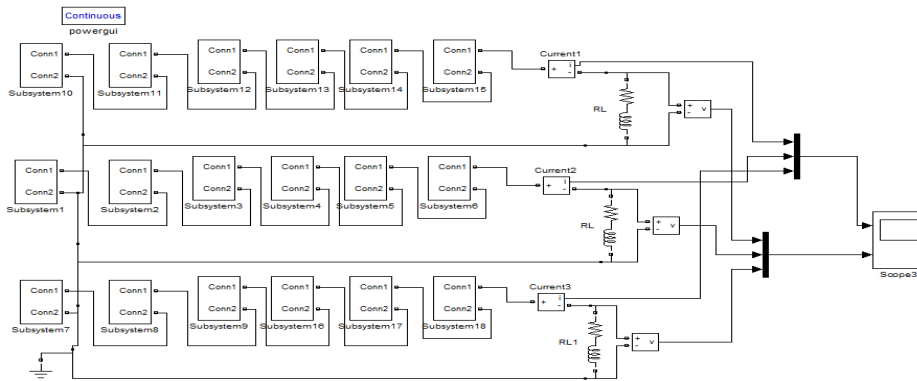 Continuous
powergui
Conn1 Conn1 Conn1 Conn1 Conn1 Conn1
Conn2 Conn2 Conn2 Conn2 Conn2 Conn2
Subsystem10 Subsystem11 Subsystem12 Subsystem13 Subsystem14 Subsystem15
Current1
+ i -
RL
+ - v
Conn1 Conn1 Conn1 Conn1 Conn1 Conn1
Conn2 Conn2 Conn2 Conn2 Conn2 Conn2
Subsystem1 Subsystem2 Subsystem3 Subsystem4 Subsystem5 Subsystem6
Current2
+ i -
RL
+ - v
Conn1 Conn1 Conn1 Conn1 Conn1 Conn1
Conn2 Conn2 Conn2 Conn2 Conn2 Conn2
Subsystem7 Subsystem8 Subsystem9 Subsystem16 Subsystem17 Subsystem18
Current3
+ i -
RL1
+ - v
Scope3